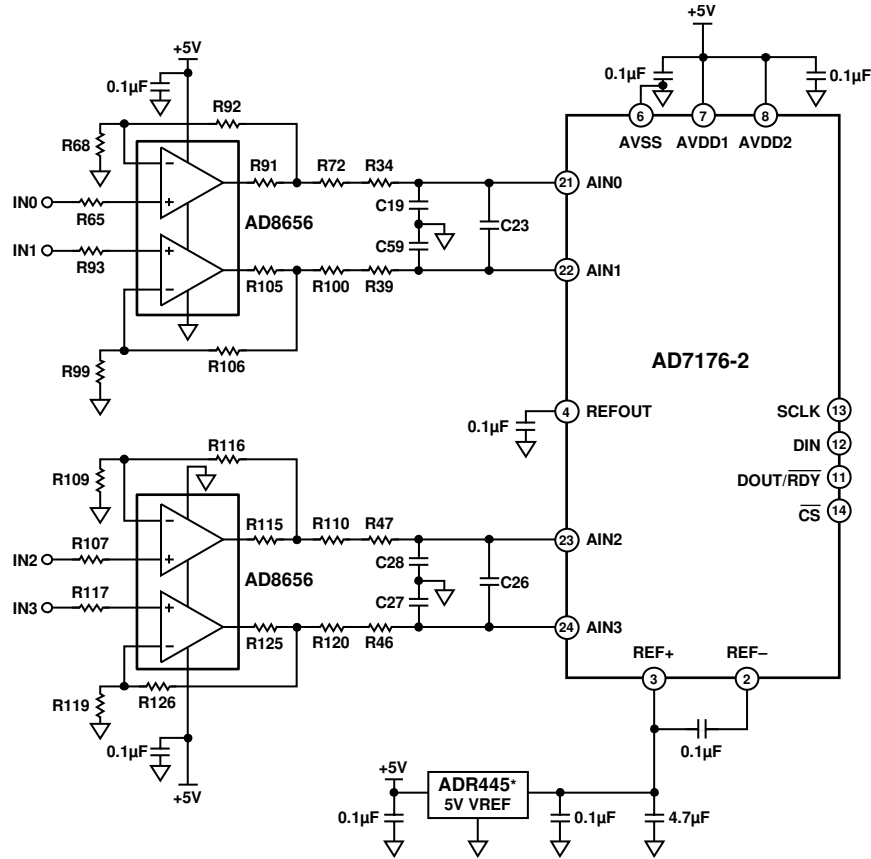 +5V
+5V
0.1µF
R92
0.1µF
0.1µF
R68
6
7
8
AVSS
AVDD1
AVDD2
R91
R72
R34
−
+
21
AIN0
IN0
R65
C19
AD8656
C23
IN1
R93
C59
+
−
22
AIN1
R105
R100
R39
R99
R106
AD7176-2
4
REFOUT
0.1µF
SCLK
13
DIN
12
DOUT/RDY
11
CS
14
R116
R109
R115
R110
R47
−
+
23
AIN2
IN2
R107
C28
AD8656
C26
IN3
R117
C27
+
−
24
AIN3
R125
R120
R46
REF+
REF−
3
2
R119
R126
0.1µF
0.1µF
+5V
+5V
ADR445*
5V VREF
0.1µF
0.1µF
4.7µF